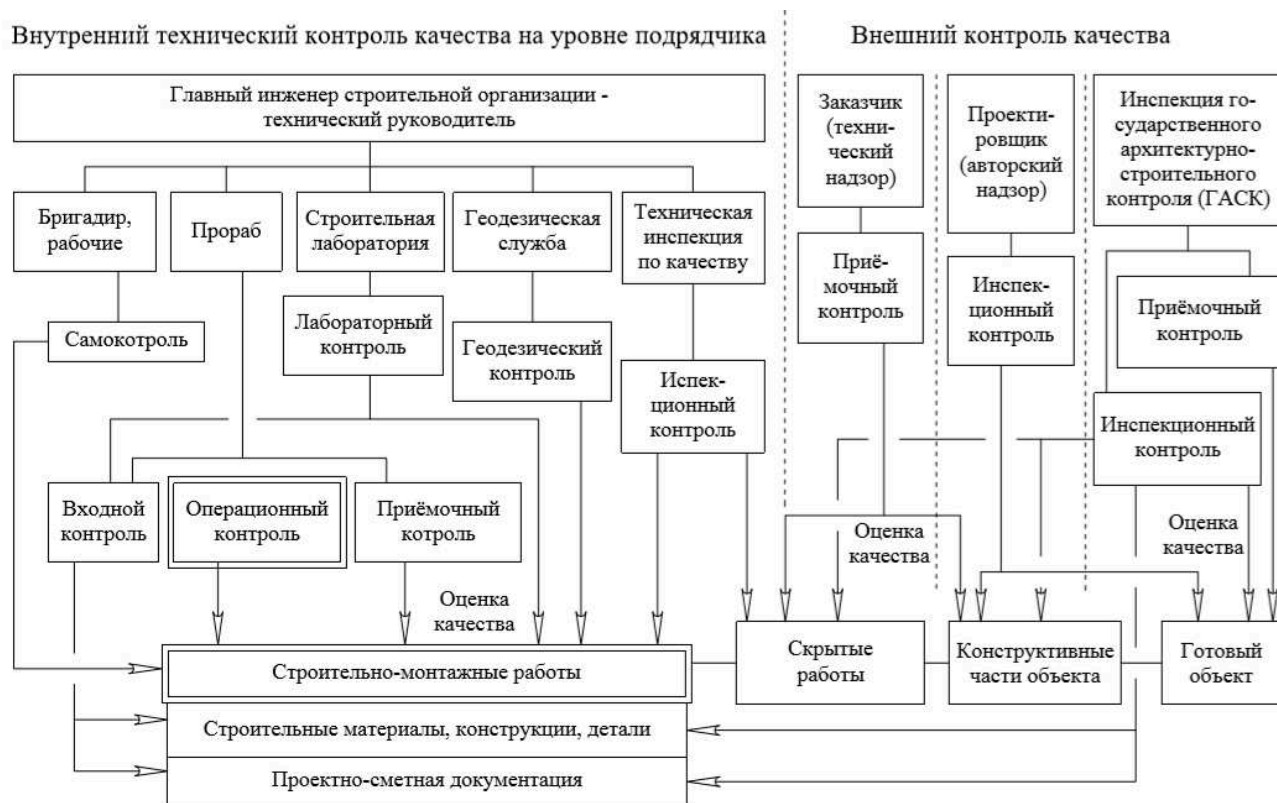 Внутренний технический контроль качества на уровне подрядчика
Внешний контроль качества
Главный инженер строительной организации -
технический руководитель
Заказчик
(техни-
ческий
надзор)
Проекти-
ровщик
(авторский
надзор)
Инспекция го-
сударственного
архитектурно-
строительного
контроля (ГАСК)
Бригадир,
рабочие
Прораб
Строительная
лаборатория
Геодезическая
служба
Техническая
инспекция
по качеству
Приё-
мочный
контроль
Инспек-
ционный
контроль
Приёмочный
контроль
Самокотроль
Лабораторный
контроль
Геодезический
контроль
Испек-
ционный
контроль
Инспекционный
контроль
Входной
контроль
Операционный
контроль
Приёмочный
котроль
Оценка
качества
Оценка
качества
Оценка
качества
Строительно-монтажные работы
Скрытые
работы
Конструктивные
части объекта
Готовый
объект
Строительные материалы, конструкции, детали
Проектно-сметная документация